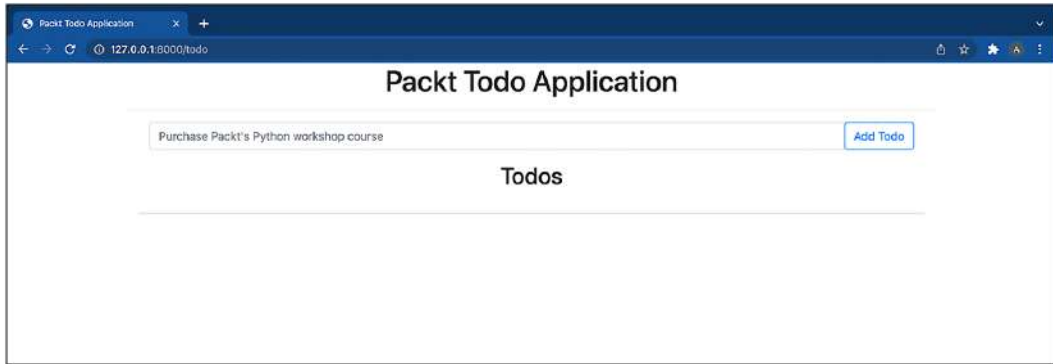 Packt Todo Application
127.0.0.1:8000/todo
A
Packt Todo Application
Purchase Packt's Python workshop course
Add Todo
Todos